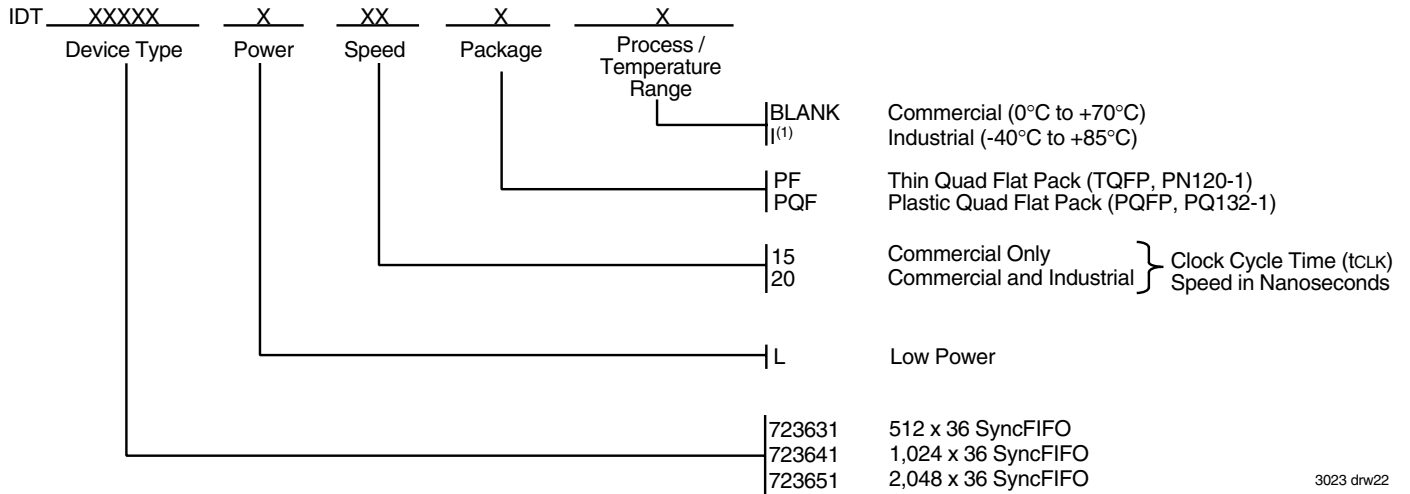 IDT XXXXX X XX X X
Device Type Power Speed Package Process / Temperature Range
BLANK Commercial (0°C to +70°C)
I(1) Industrial (-40°C to +85°C)
PF Thin Quad Flat Pack (TQFP, PN120-1)
PQF Plastic Quad Flat Pack (PQFP, PQ132-1)
15 Commercial Only
20 Commercial and Industrial
Clock Cycle Time (tCLK)
Speed in Nanoseconds
L Low Power
723631 512 x 36 SyncFIFO
723641 1,024 x 36 SyncFIFO
723651 2,048 x 36 SyncFIFO
3023 drw22